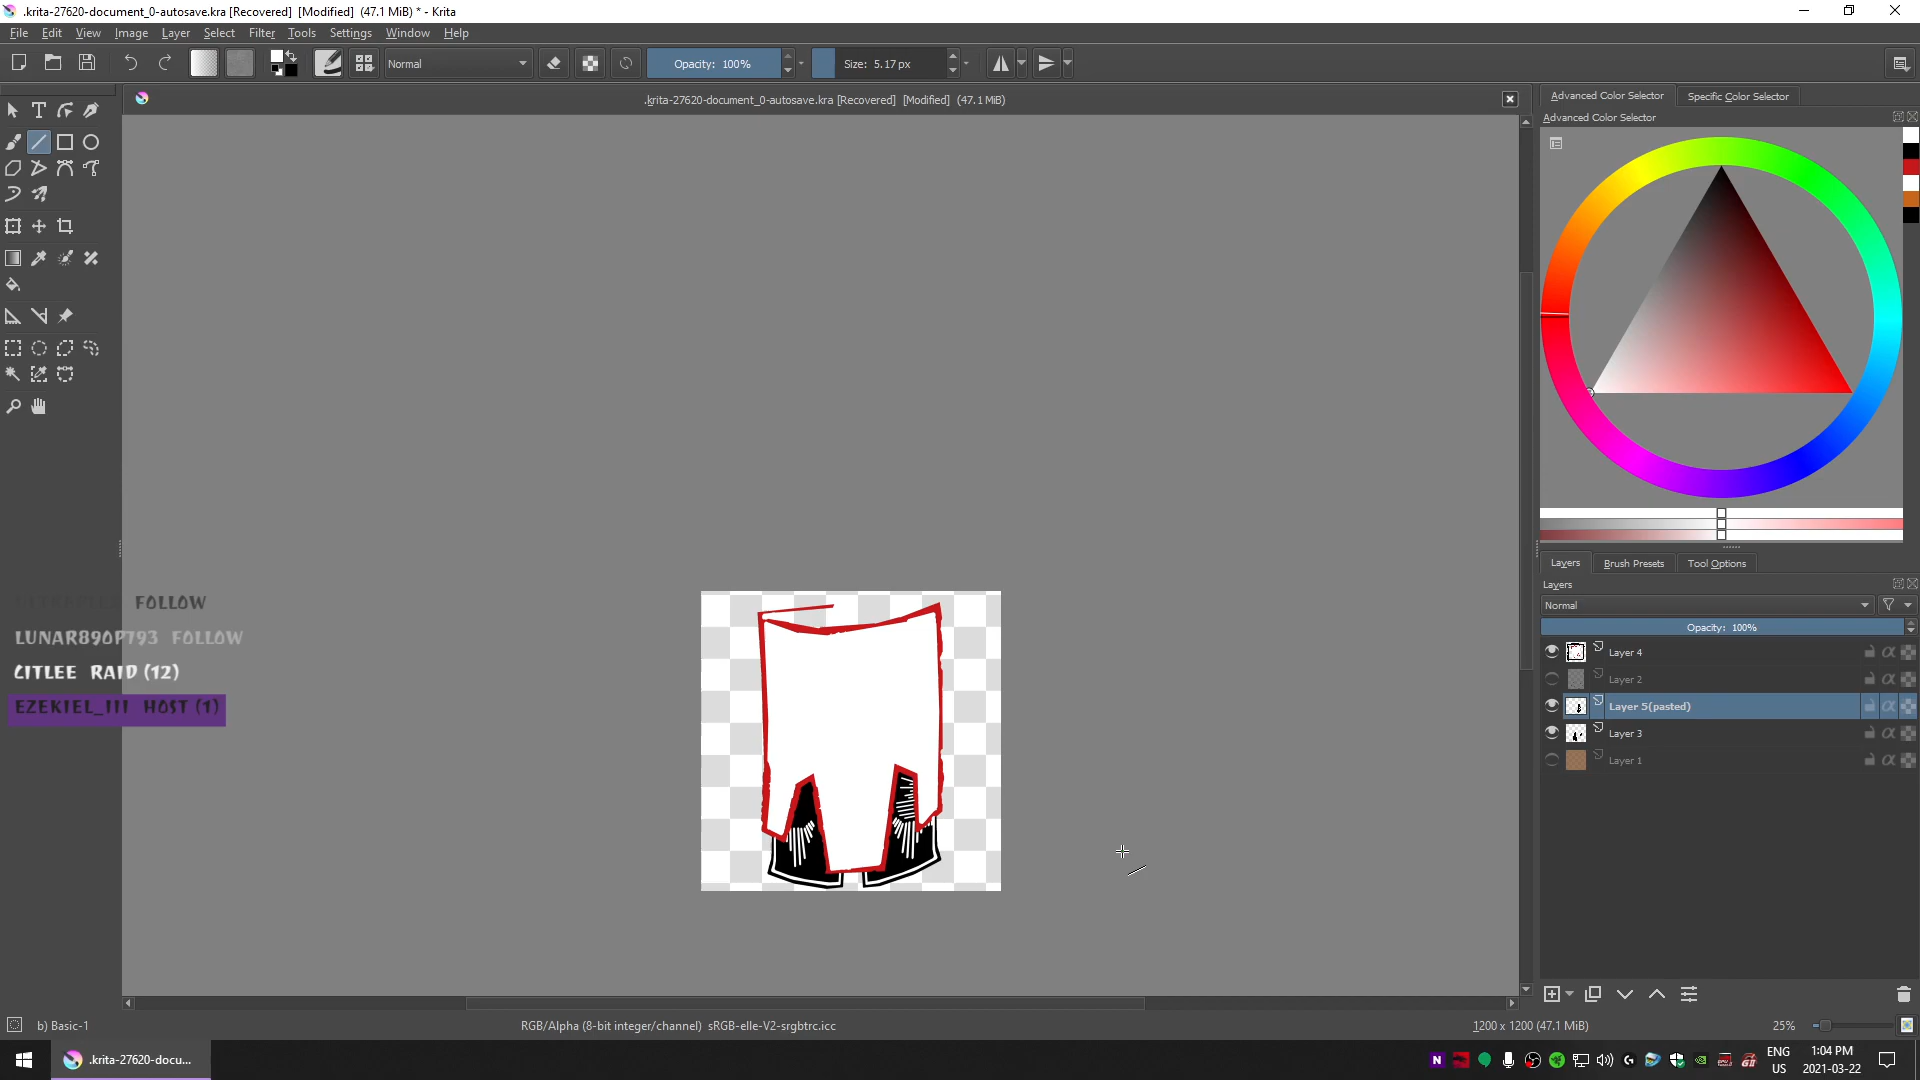 .krita-27620-document_0-autosave.kra [Recovered] [Modified] (47.1 MiB) * - Krita
File Edit View Image Layer Select Filter Tools Settings Window Help
Normal Opacity: 100% Size: 5.17 px
.krita-27620-document_0-autosave.kra [Recovered] [Modified] (47.1 MiB)
Advanced Color Selector Specific Color Selector
Advanced Color Selector
Layers Brush Presets Tool Options
Layers
Normal
Opacity: 100%
Layer 4
Layer 2
Layer 5(pasted)
Layer 3
Layer 1
FOLLOW
LUNAR890P793 FOLLOW
CITLEE RAID (12)
EZEKIEL_III HOST (1)
b) Basic-1
RGB/Alpha (8-bit integer/channel) sRGB-elle-V2-srgbtrc.icc
1200 x 1200 (47.1 MiB)
25%
.krita-27620-docu...
ENG
US
1:04 PM
2021-03-22